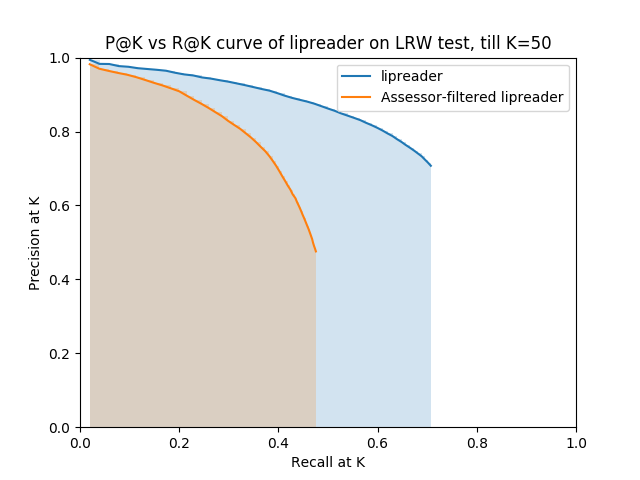 P@K vs R@K curve of lipreader on LRW test, till K=50
1.0
lipreader
Assessor-filtered lipreader
0.8
0.6
Precision at K
0.4
0.2
0.0
0.0 0.2 0.4 0.6 0.8 1.0
Recall at K